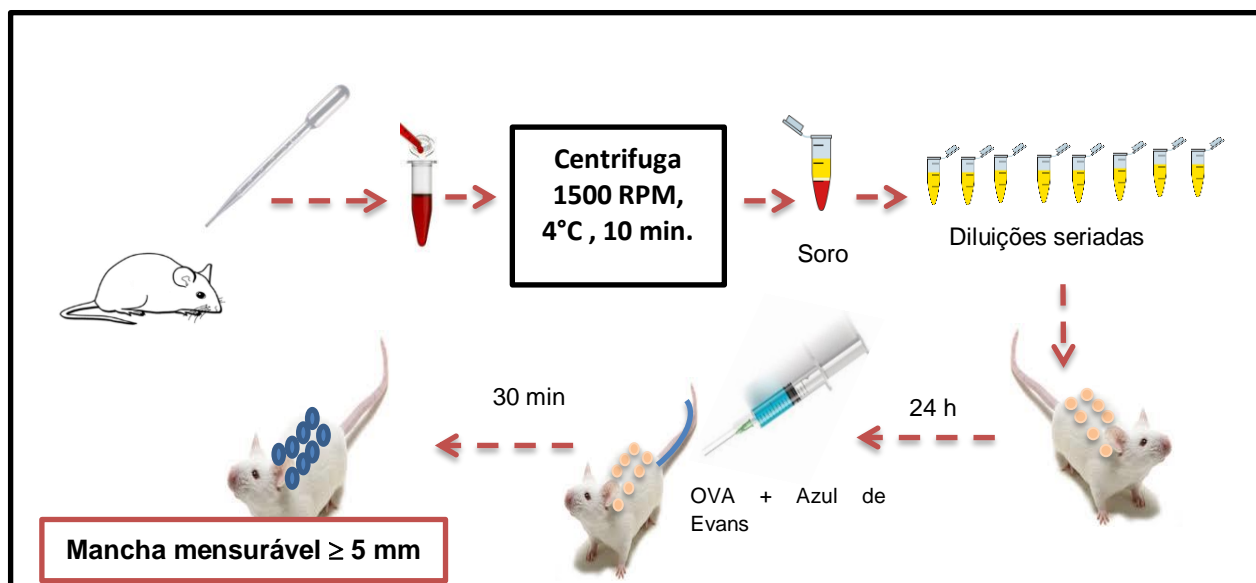 Centrifuga
1500 RPM,
4°C , 10 min.
Soro
Diluições seriadas
30 min
24 h
OVA + Azul de
Evans
Mancha mensurável ≥ 5 mm